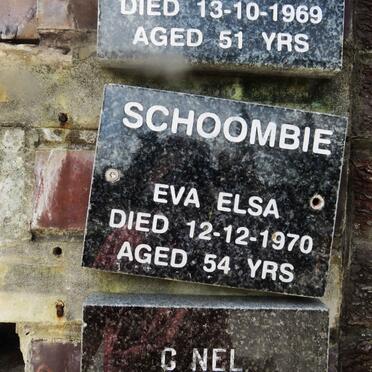 DIED 13-10-1969
AGED 51 YRS
SCHOOMBIE
EVA ELSA
DIED 12-12-1970
AGED 54 YRS
C NEL